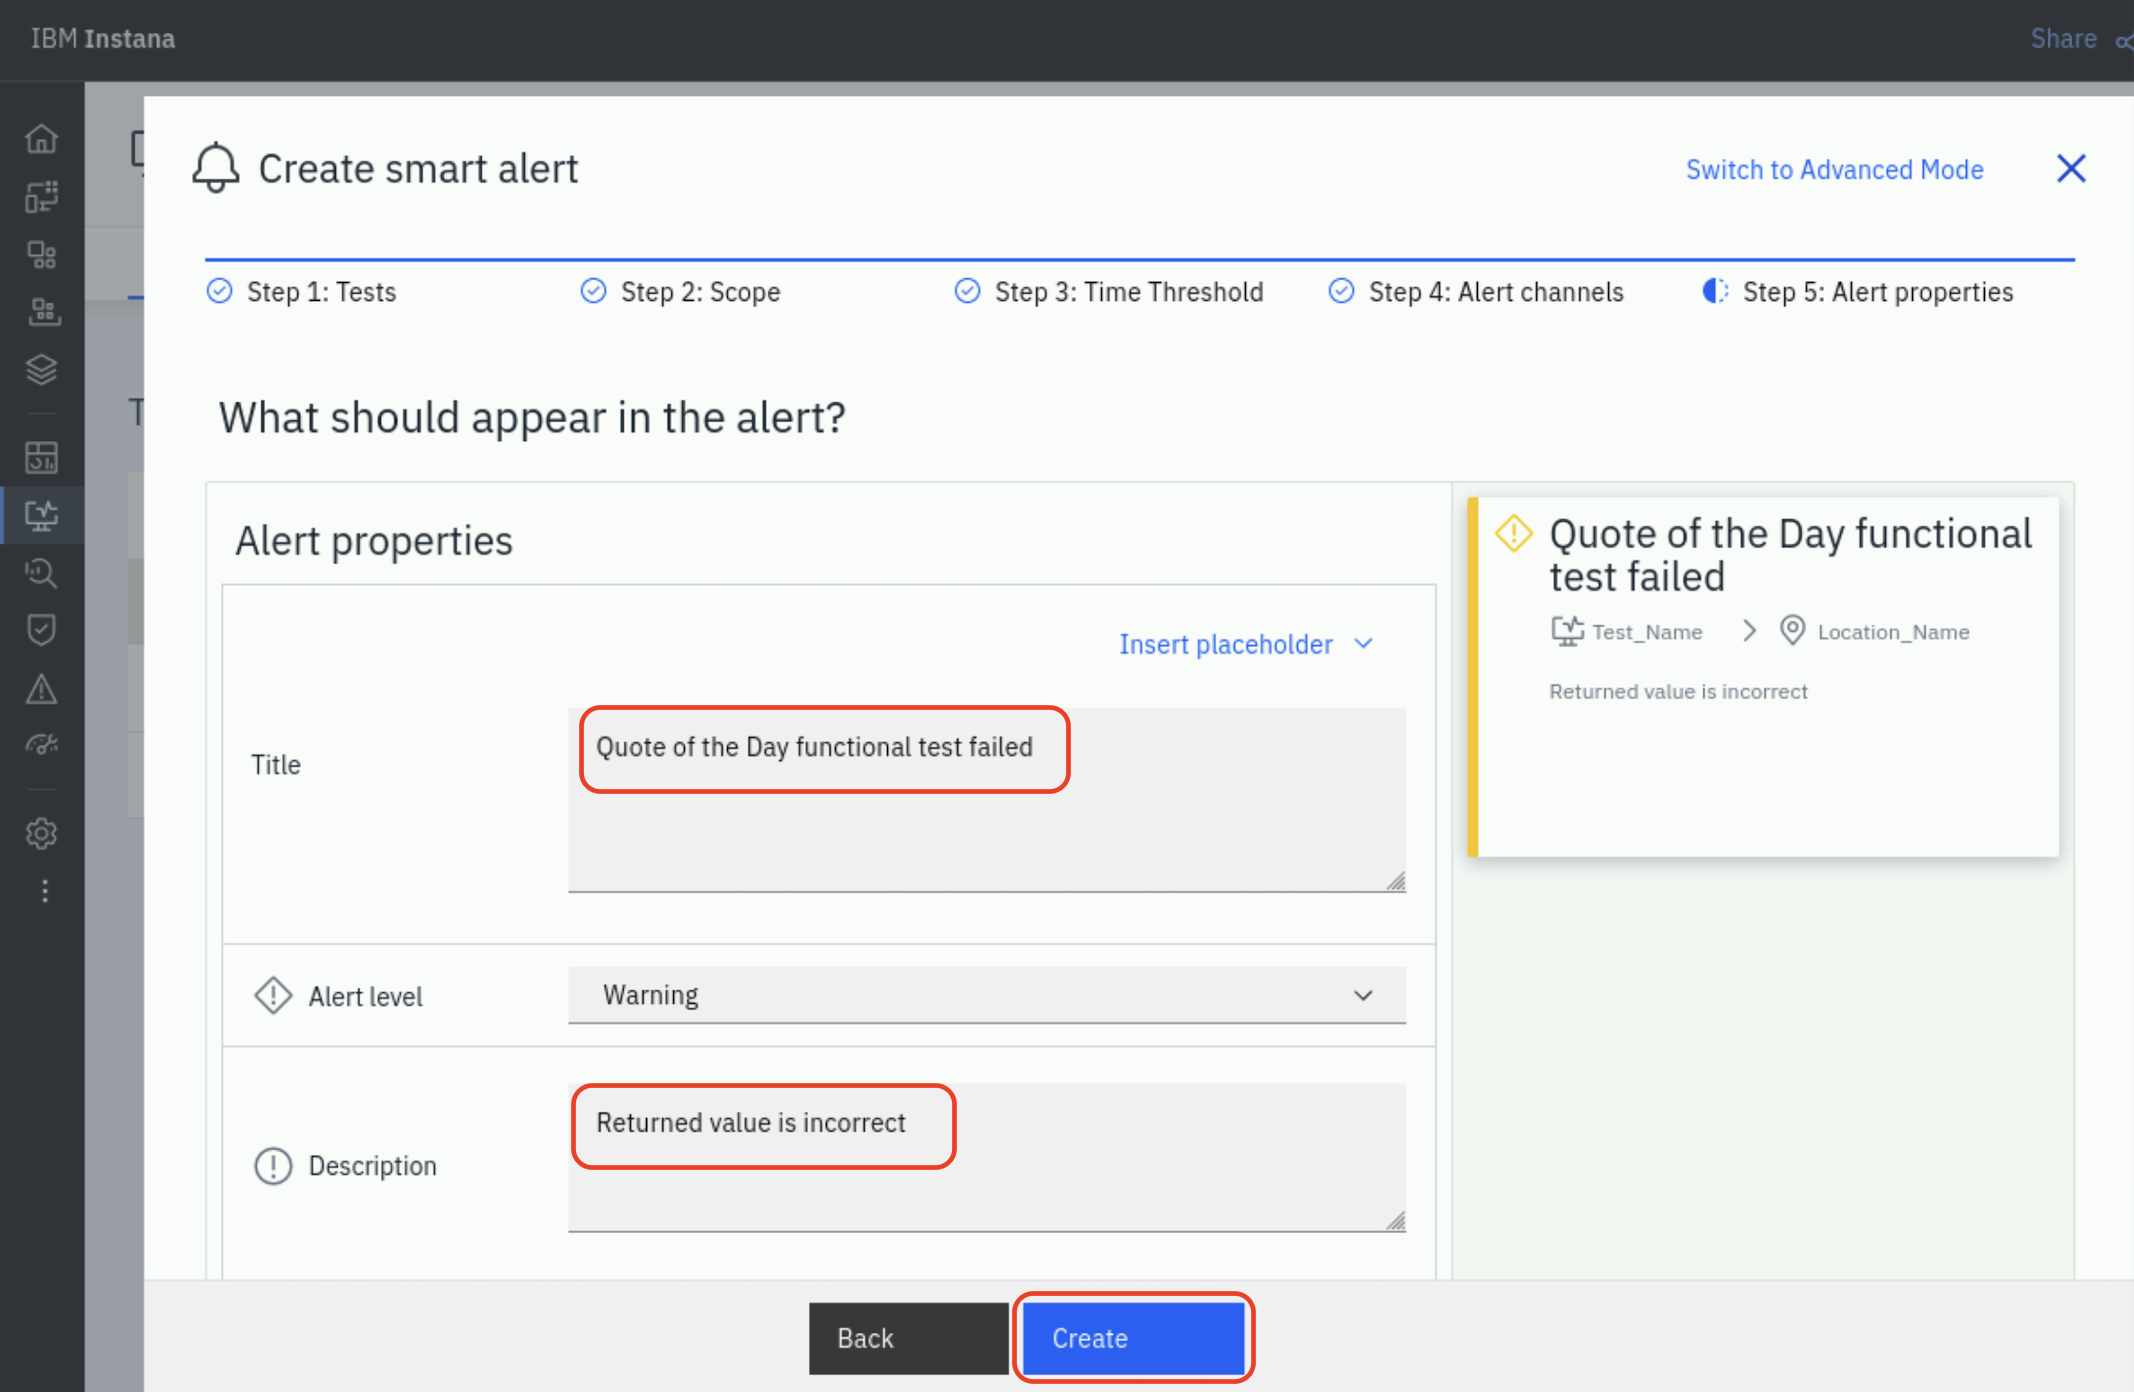 IBM Instana
Share
Create smart alert
Switch to Advanced Mode
Step 1: Tests
Step 2: Scope
Step 3: Time Threshold
Step 4: Alert channels
Step 5: Alert properties
T
What should appear in the alert?
Alert properties
Insert placeholder
Title
Quote of the Day functional test failed
Alert level
Warning
Description
Returned value is incorrect
Quote of the Day functional
test failed
Test_Name
Location_Name
Returned value is incorrect
Back
Create